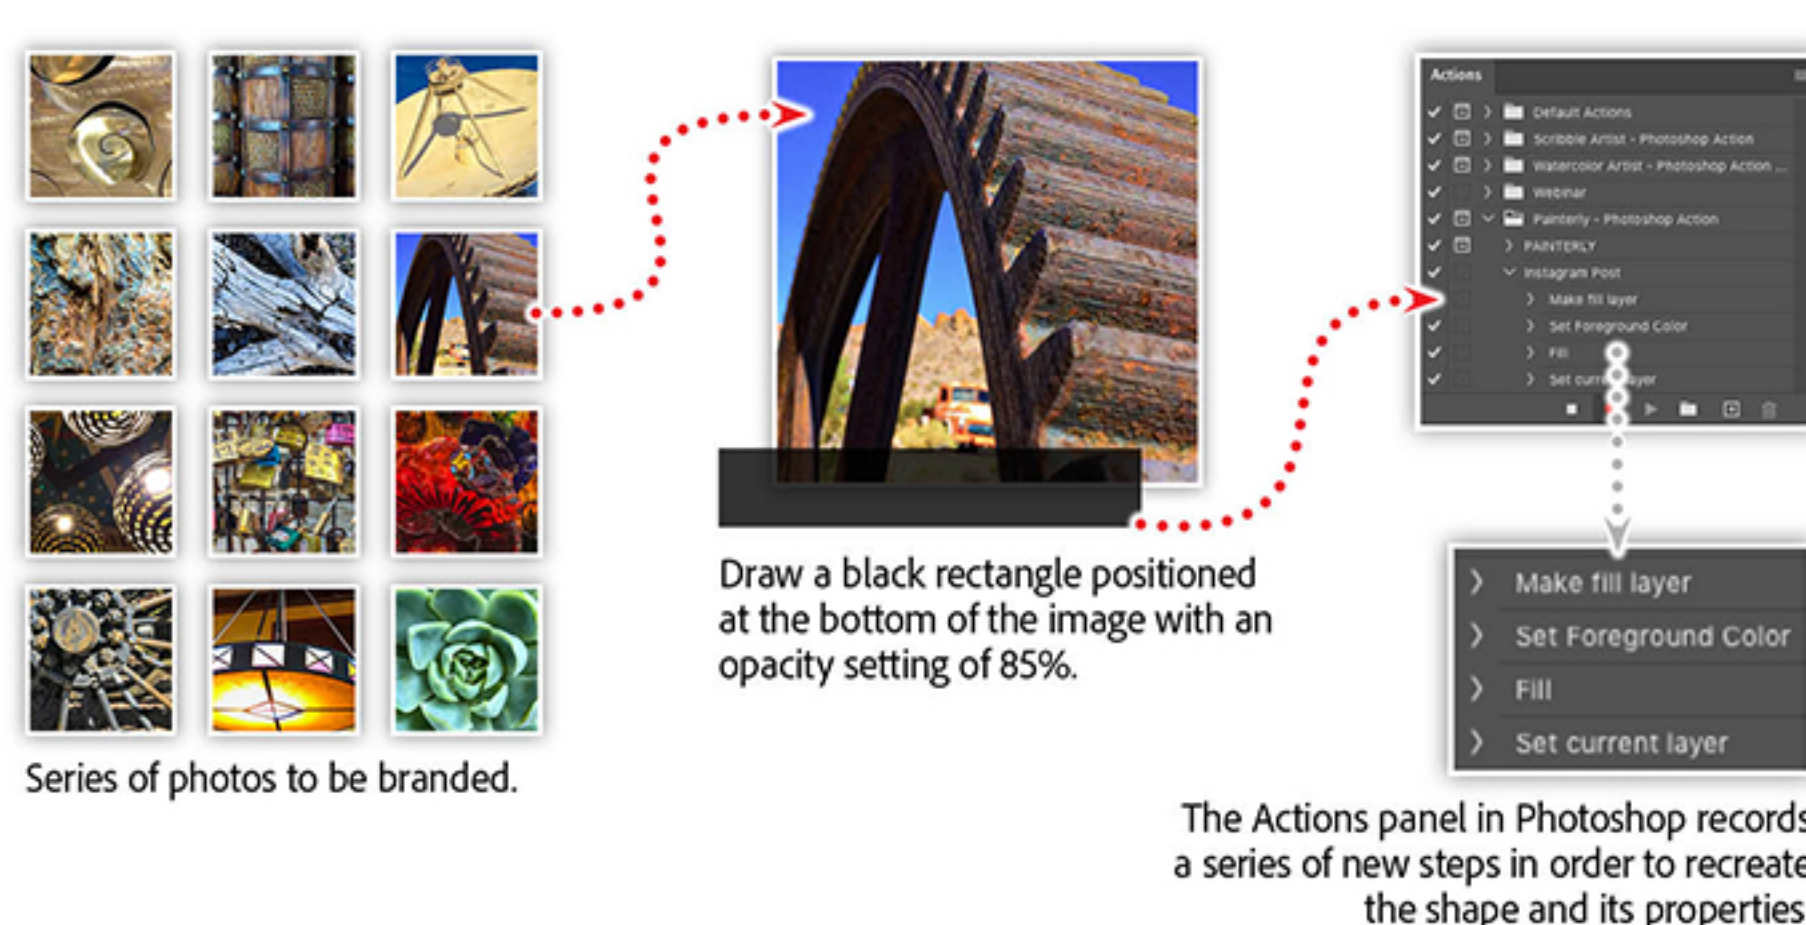 Series of photos to be branded.
Draw a black rectangle positioned
at the bottom of the image with an
opacity setting of 85%.
Actions
Default Actions
Scribble Artist - Photoshop Action
Watercolor Artist - Photoshop Action ...
Webinar
Painterly - Photoshop Action
PAINTERLY
Instagram Post
Make fill layer
Set Foreground Color
Fill
Set current layer
Make fill layer
Set Foreground Color
Fill
Set current layer
The Actions panel in Photoshop records
a series of new steps in order to recreate
the shape and its properties